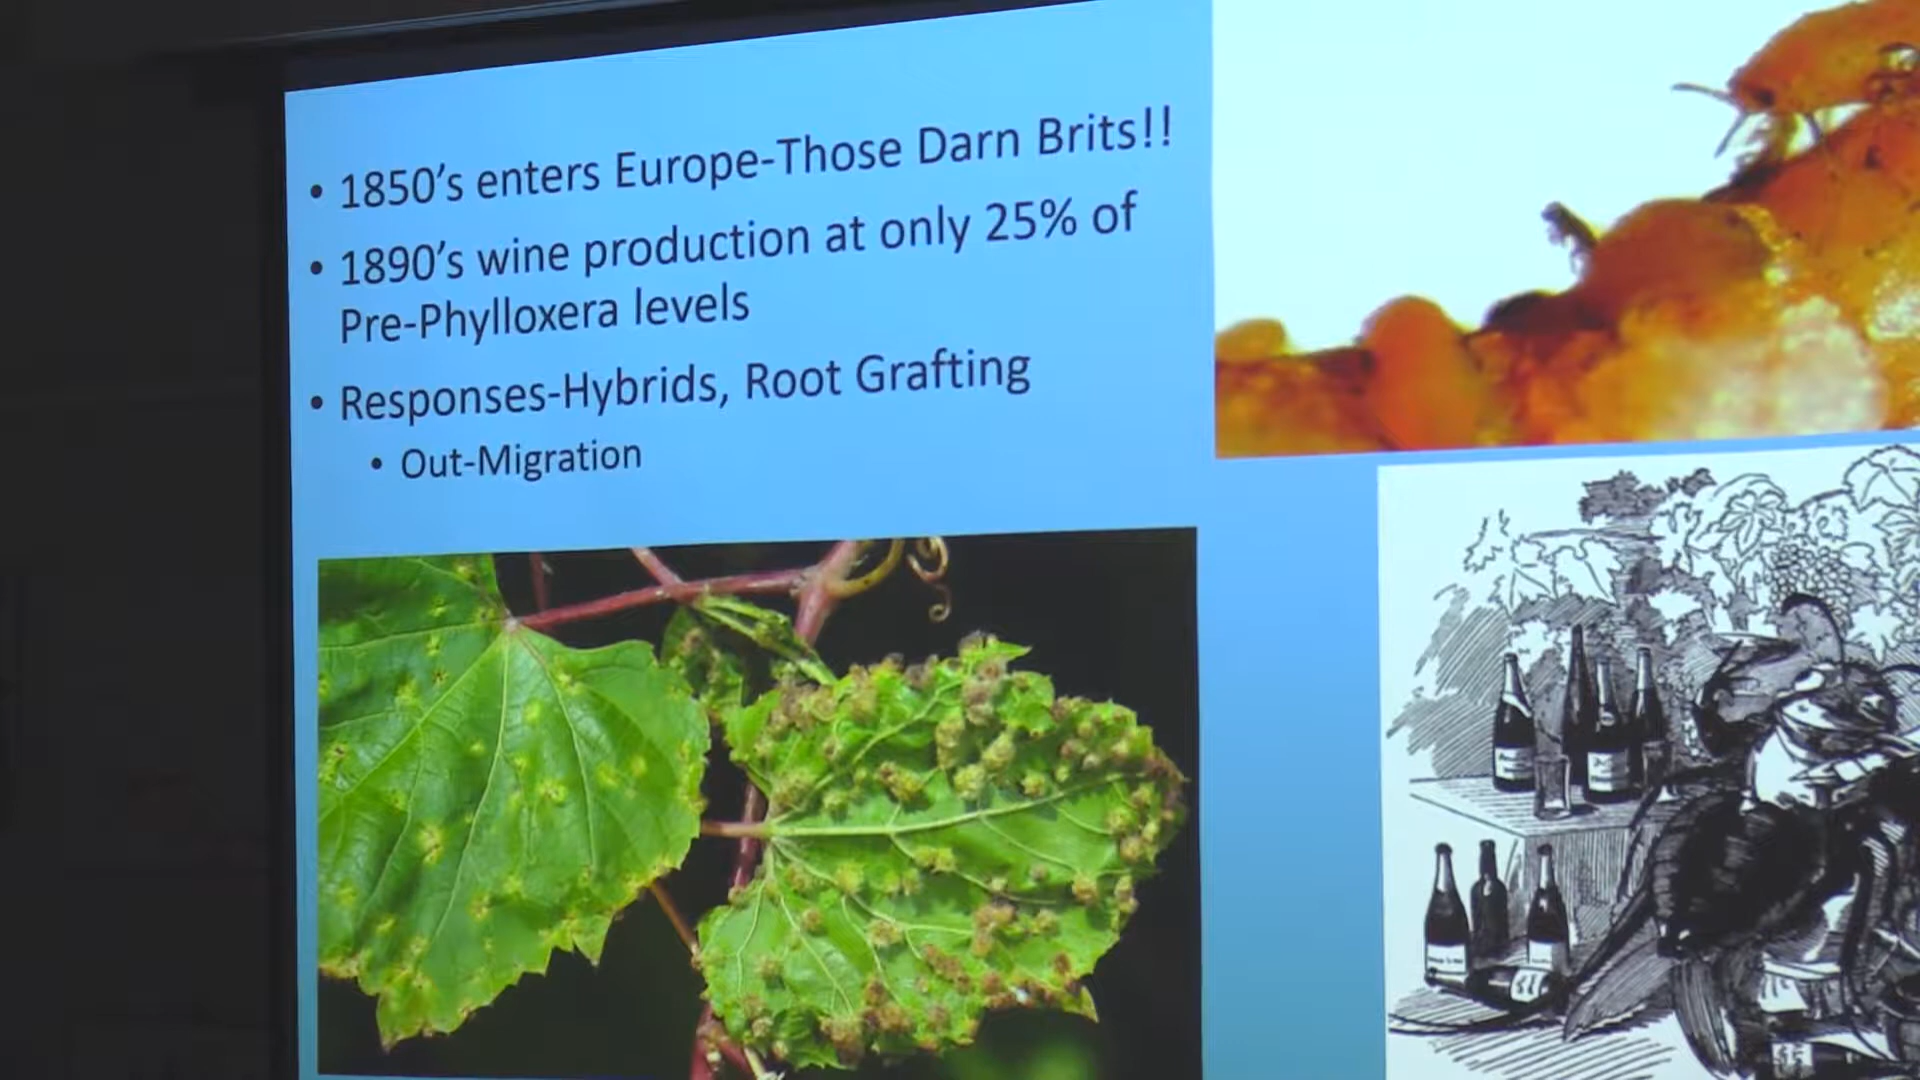 • 1850’s enters Europe-Those Darn Brits!!
• 1890’s wine production at only 25% of
Pre-Phylloxera levels
• Responses-Hybrids, Root Grafting
• Out-Migration